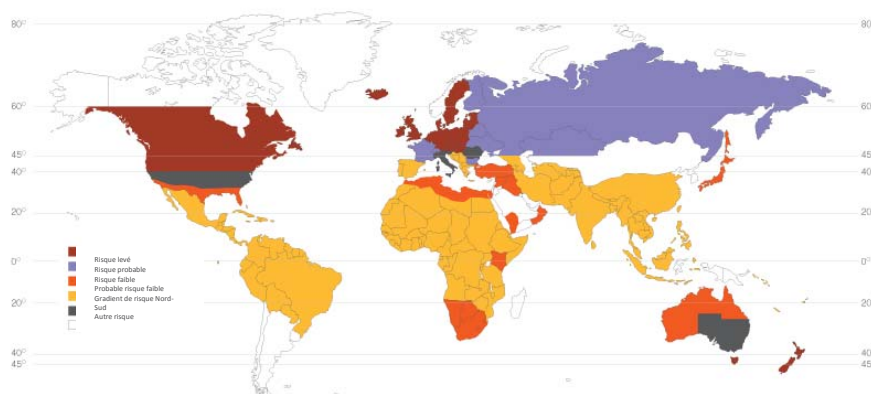 80°
80
60°
60
45°
45
40°
40
20°
20
0°
0
20°
20
40°
40
45°
45
Risque levé
Risque probable
Risque faible
Probable risque faible
Gradient de risque Nord-
Sud
Autre risque